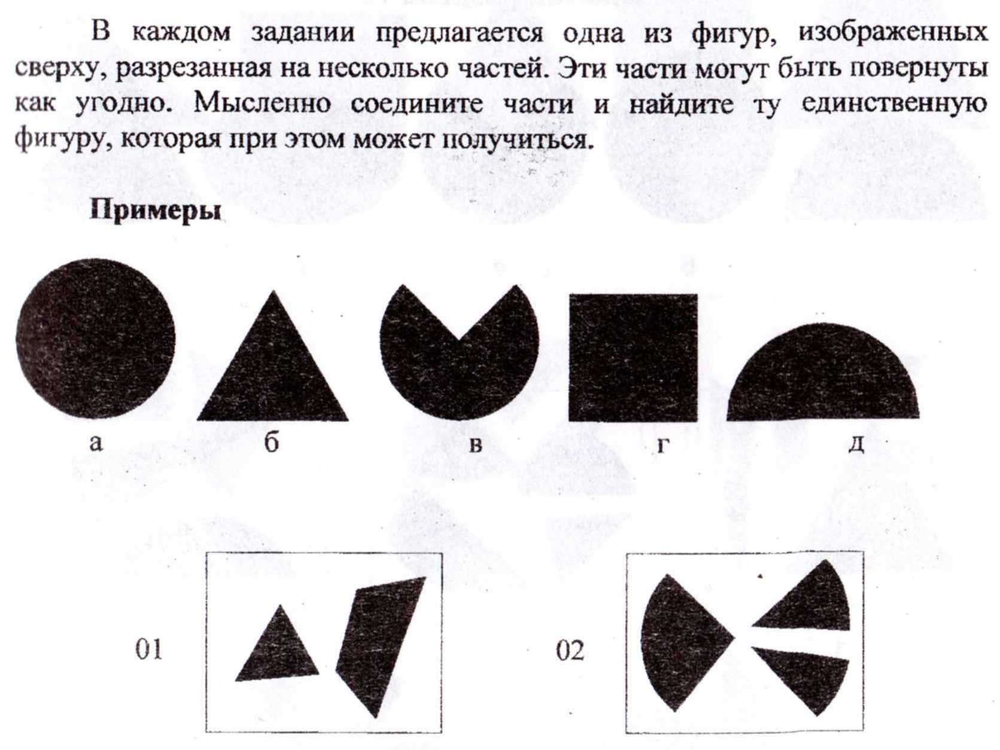 В каждом задании предлагается одна из фигур, изображенных
сверху, разрезанная на несколько частей. Эти части могут быть повернуты
как угодно. Мысленно соедините части и найдите ту единственную
фигуру, которая при этом может получиться.
Примеры
а б в г д
01 02